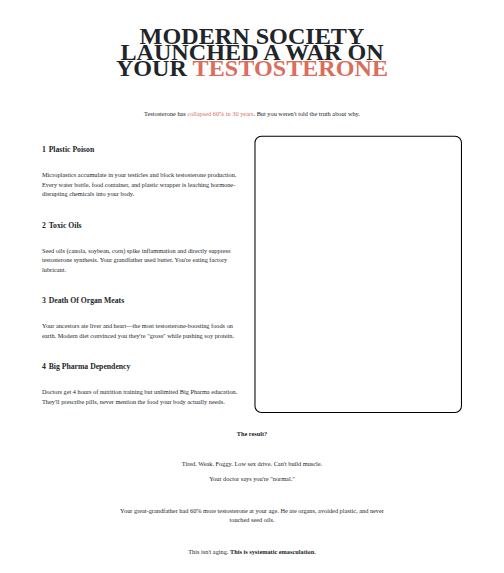 MODERN SOCIETY
LAUNCHED A WAR ON
YOUR TESTOSTERONE
Testosterone has collapsed 60% in 30 years. But you weren't told the truth about why.
1 Plastic Poison
Microplastics accumulate in your testicles and block testosterone production.
Every water bottle, food container, and plastic wrapper is leaching hormone-
disrupting chemicals into your body.
2 Toxic Oils
Seed oils (canola, soybean, corn) spike inflammation and directly suppress
testosterone synthesis. Your grandfather used butter. You're eating factory
lubricant.
3 Death Of Organ Meats
Your ancestors ate liver and heart—the most testosterone-boosting foods on
earth. Modern diet convinced you they're "gross" while pushing soy protein.
4 Big Pharma Dependency
Doctors get 4 hours of nutrition training but unlimited Big Pharma education.
They'll prescribe pills, never mention the food your body actually needs.
The result?
Tired. Weak. Foggy. Low sex drive. Can't build muscle.
Your doctor says you're "normal."
Your great-grandfather had 60% more testosterone at your age. He ate organs, avoided plastic, and never
touched seed oils.
This isn't aging. This is systematic emasculation.